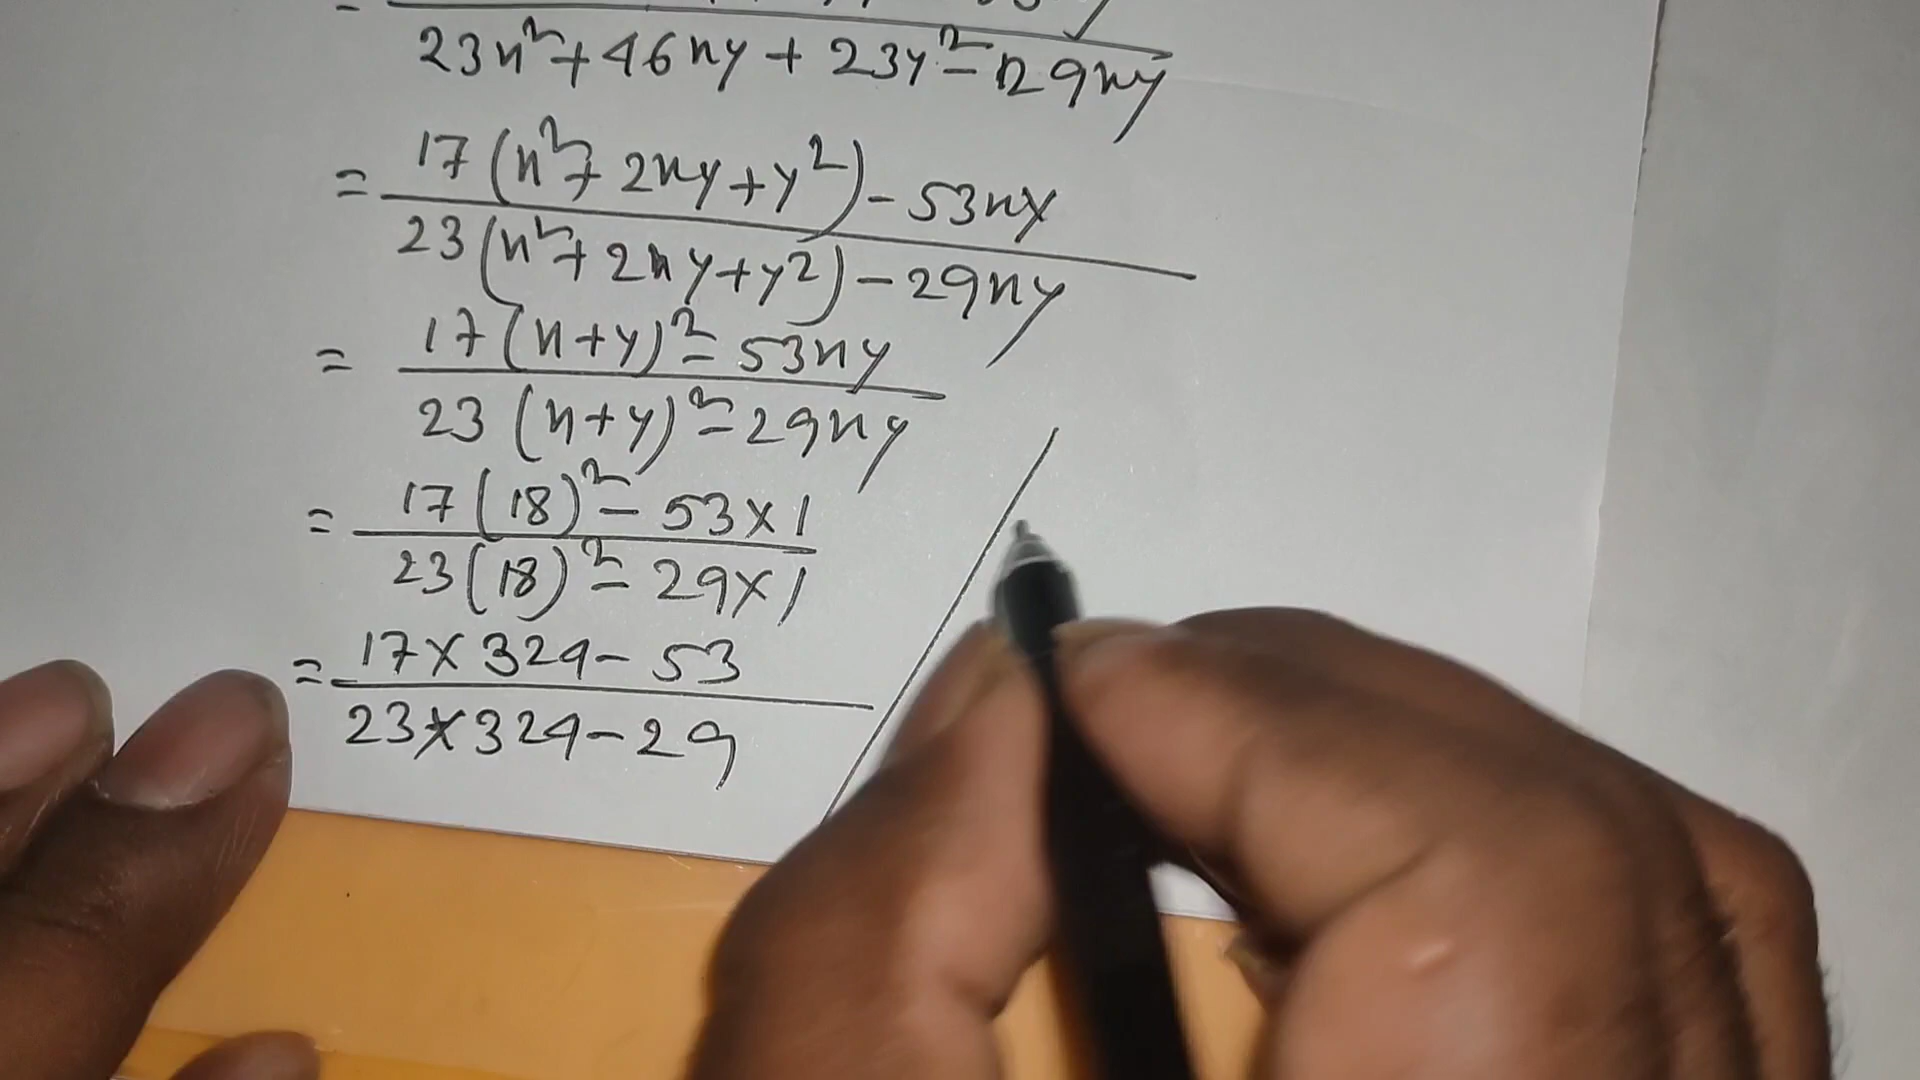 23x²+46xy+23y²-29xy
= 17(x²+2xy+y²)-53xy
23(x²+2xy+y²)-29xy
= 17(x+y)²-53xy
23(x+y)²-29xy
= 17(18)²-53×1
23(18)²-29×1
= 17×324-53
23×324-29